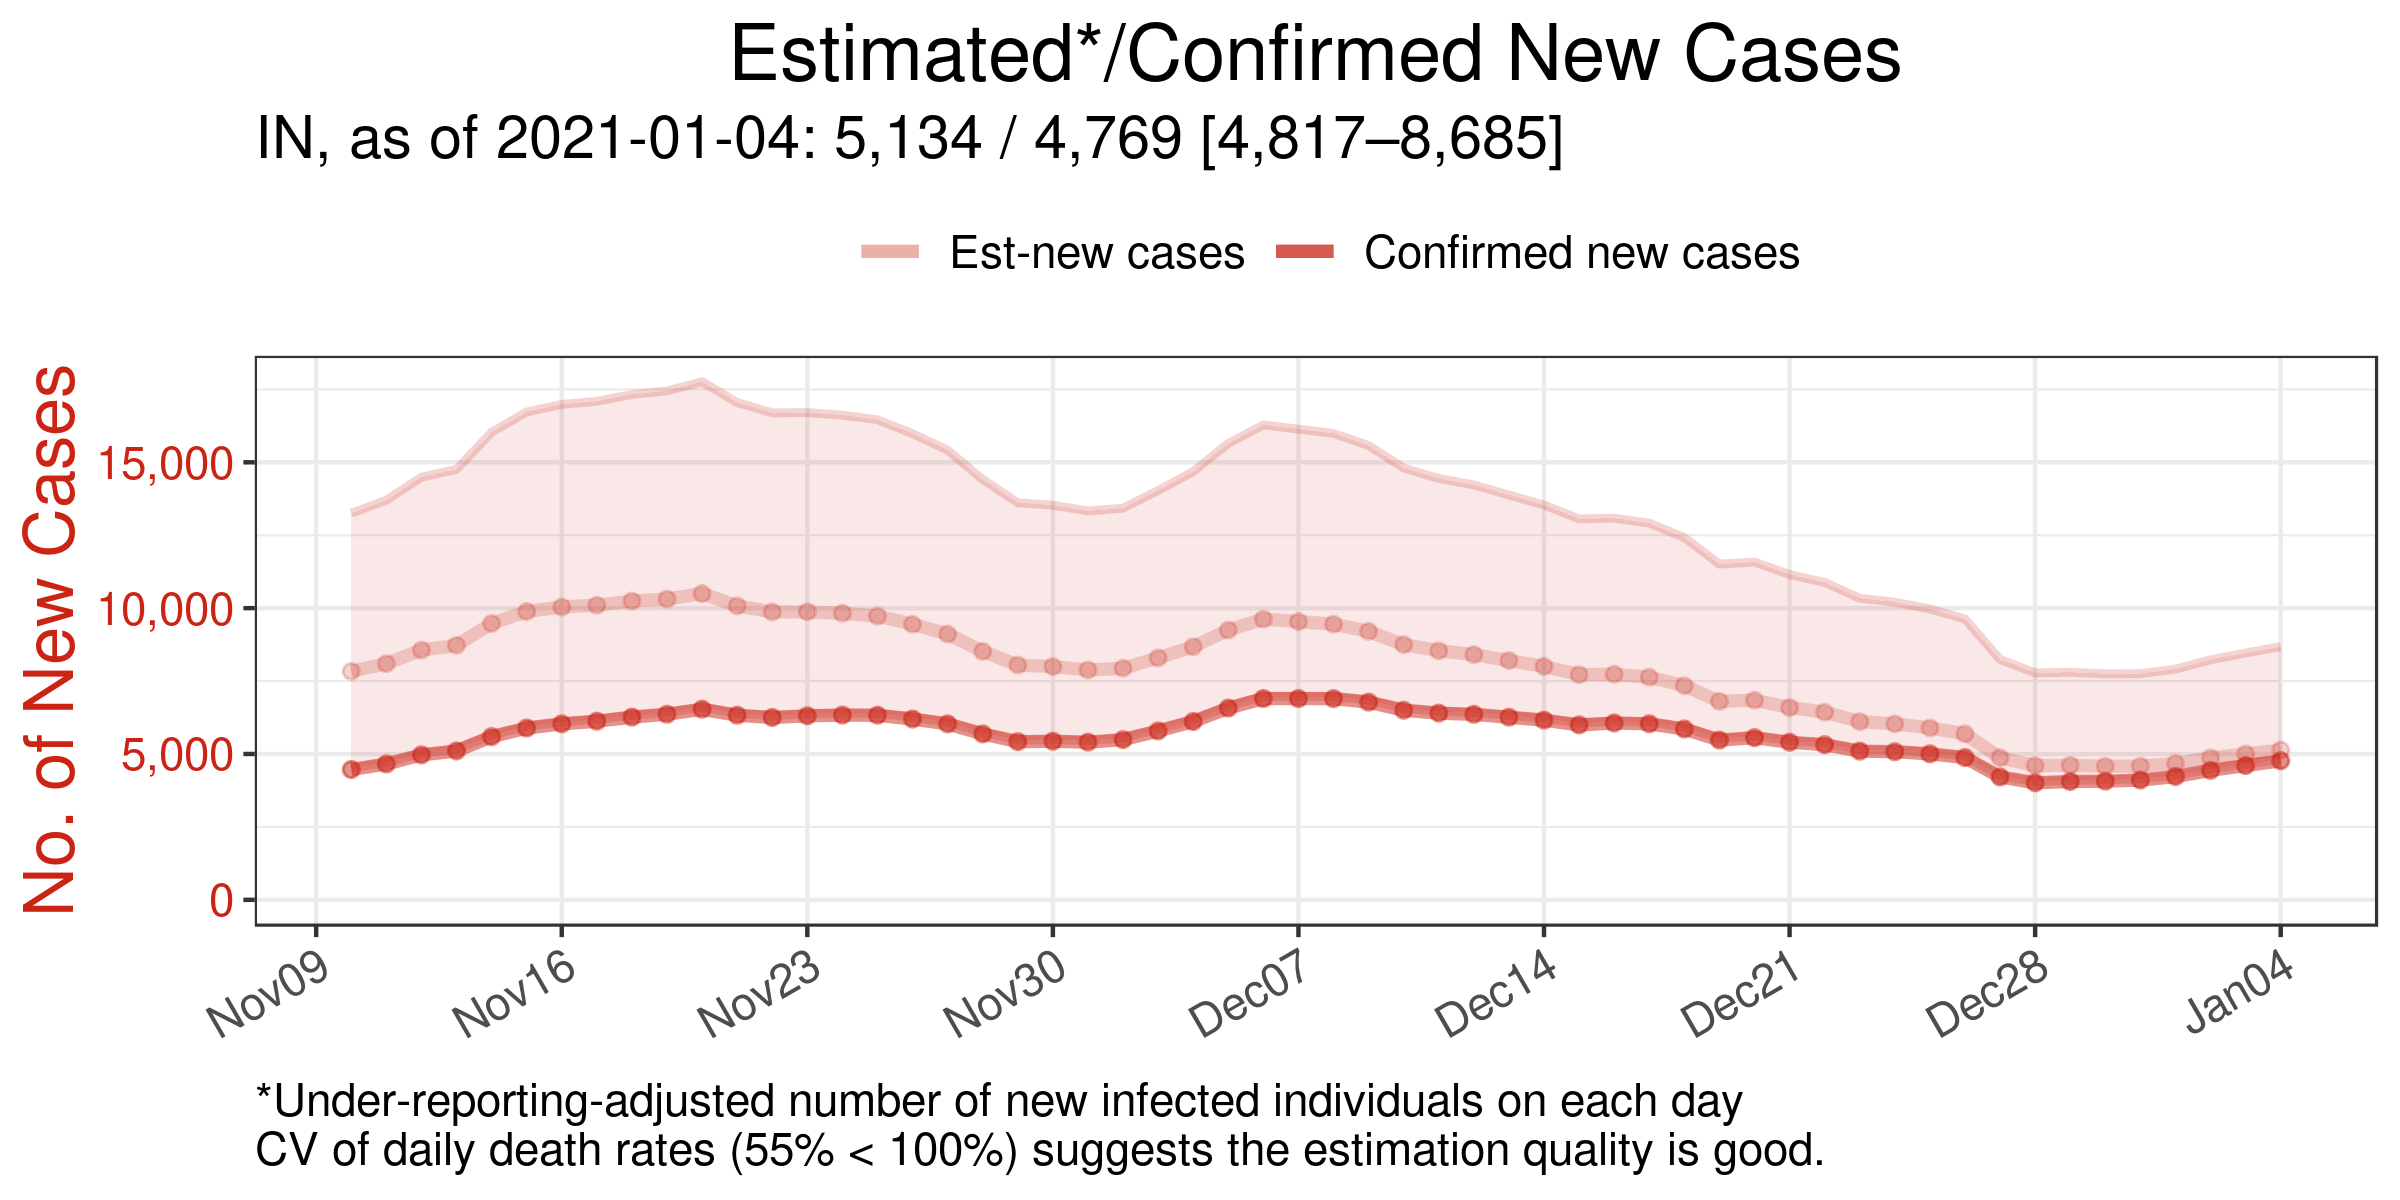 Estimated*/Confirmed New Cases
IN, as of 2021-01-04: 5,134 / 4,769 [4,817–8,685]
Est-new cases Confirmed new cases
No. of New Cases
15,000
10,000
5,000
0
Nov09 Nov16 Nov23 Nov30 Dec07 Dec14 Dec21 Dec28 Jan04
*Under-reporting-adjusted number of new infected individuals on each day
CV of daily death rates (55% < 100%) suggests the estimation quality is good.